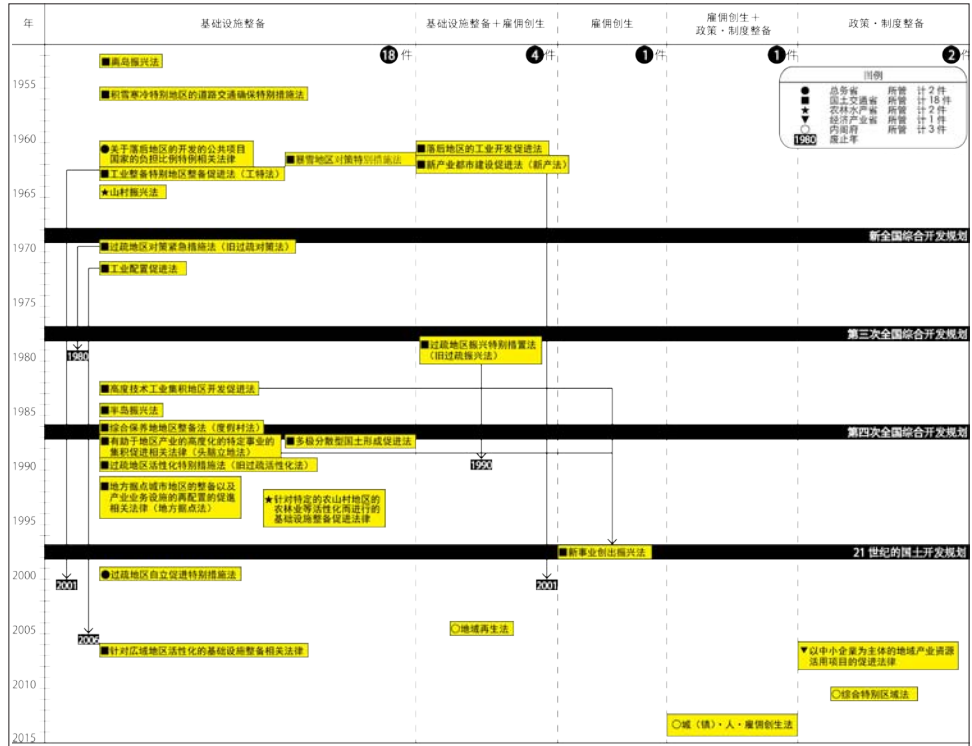 年
基础设施整备
基础设施整备+雇佣创生
雇佣创生
雇佣创生+
政策・制度整备
政策・制度整备
18件
4件
1件
1件
2件
图例
● 总务省 所管 计2件
■ 国土交通省 所管 计18件
★ 农林水产省 所管 计2件
▼ 经济产业省 所管 计1件
○ 内阁府 所管 计3件
1980 废止年
1955
1960
1965
1970
1975
1980
1985
1990
1995
2000
2005
2010
2015
■离岛振兴法
■积雪寒冷特别地区的道路交通确保特别措施法
●关于落后地区的开发的公共项目
国家的负担比例特例相关法律
■暴雪地区对策特别措施法
■落后地区的工业开发促进法
■新产业都市建设促进法（新产法）
■工业整备特别地区整备促进法（工特法）
★山村振兴法
新全国综合开发规划
■过疏地区对策紧急措施法（旧过疏对策法）
■工业配置促进法
第三次全国综合开发规划
1980
■过疏地区振兴特别措置法
（旧过疏振兴法）
■高度技术工业集积地区开发促进法
■半岛振兴法
■综合保养地地区整备法（度假村法）
第四次全国综合开发规划
■有助于地区产业的高度化的特定事业的
集积促进相关法律（头脑立地法）
■多极分散型国土形成促进法
■过疏地区活性化特别措施法（旧过疏活性化法）
1990
■地方据点城市地区的整备以及
产业业务设施的再配置的促進
相关法律（地方据点法）
★针对特定的农山村地区的
农林业等活性化而进行的
基础设施整备促进法律
■新事业创出振兴法
21世纪的国土开发规划
2001
●过疏地区自立促进特别措施法
2001
2006
○地域再生法
■针对広域地区活性化的基础设施整备相关法律
▼以中小企業为主体的地域产业资源
活用项目的促进法律
○综合特别区域法
○城（镇）・人・雇佣创生法